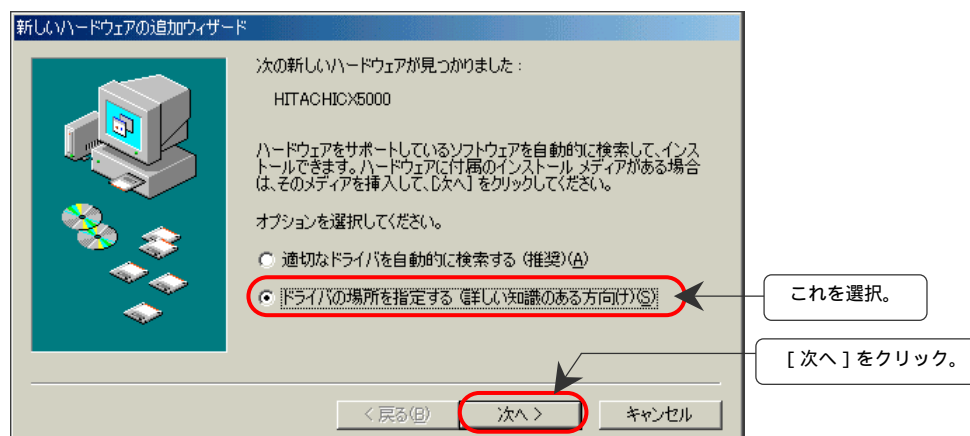 新しいハードウェアの追加ウィザード
次の新しいハードウェアが見つかりました：
HITACHICX5000
ハードウェアをサポートしているソフトウェアを自動的に検索して、インス
トールできます。ハードウェアに付属のインストール メディアがある場合
は、そのメディアを挿入して、[次へ] をクリックしてください。
オプションを選択してください。
適切なドライバを自動的に検索する (推奨)(A)
ドライバの場所を指定する (詳しい知識のある方向け)(S)
これを選択。
[ 次へ ] をクリック。
< 戻る(B)
次へ >
キャンセル